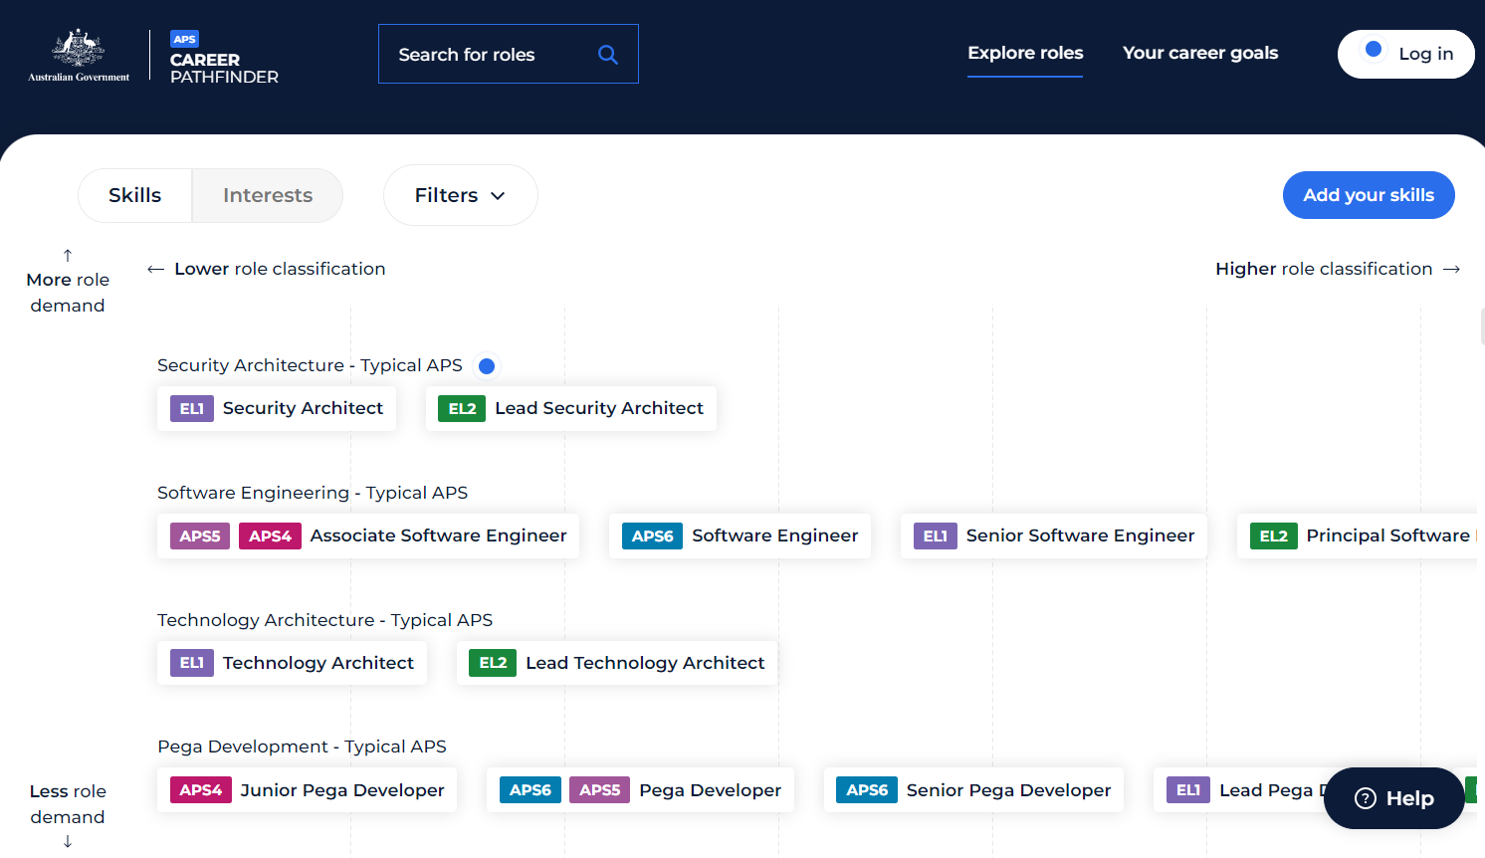 Australian Government
APS
CAREER
PATHFINDER
Search for roles
Explore roles
Your career goals
Log in
Skills
Interests
Filters
Add your skills
↑
More role
demand
← Lower role classification
Higher role classification →
Security Architecture - Typical APS
EL1 Security Architect
EL2 Lead Security Architect
Software Engineering - Typical APS
APS5 APS4 Associate Software Engineer
APS6 Software Engineer
EL1 Senior Software Engineer
EL2 Principal Software
Technology Architecture - Typical APS
EL1 Technology Architect
EL2 Lead Technology Architect
Pega Development - Typical APS
APS4 Junior Pega Developer
APS6 APS5 Pega Developer
APS6 Senior Pega Developer
EL1 Lead Pega
Less role
demand
↓
? Help